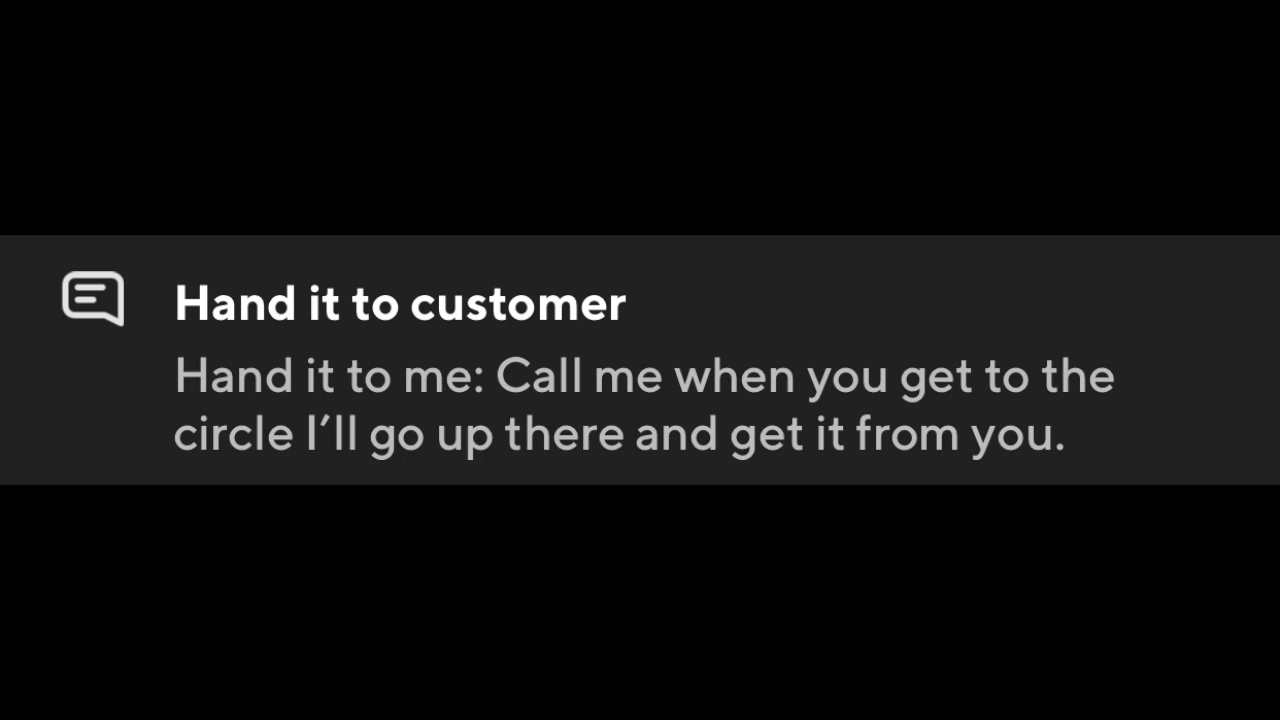 Hand it to customer
Hand it to me: Call me when you get to the
circle I’ll go up there and get it from you.